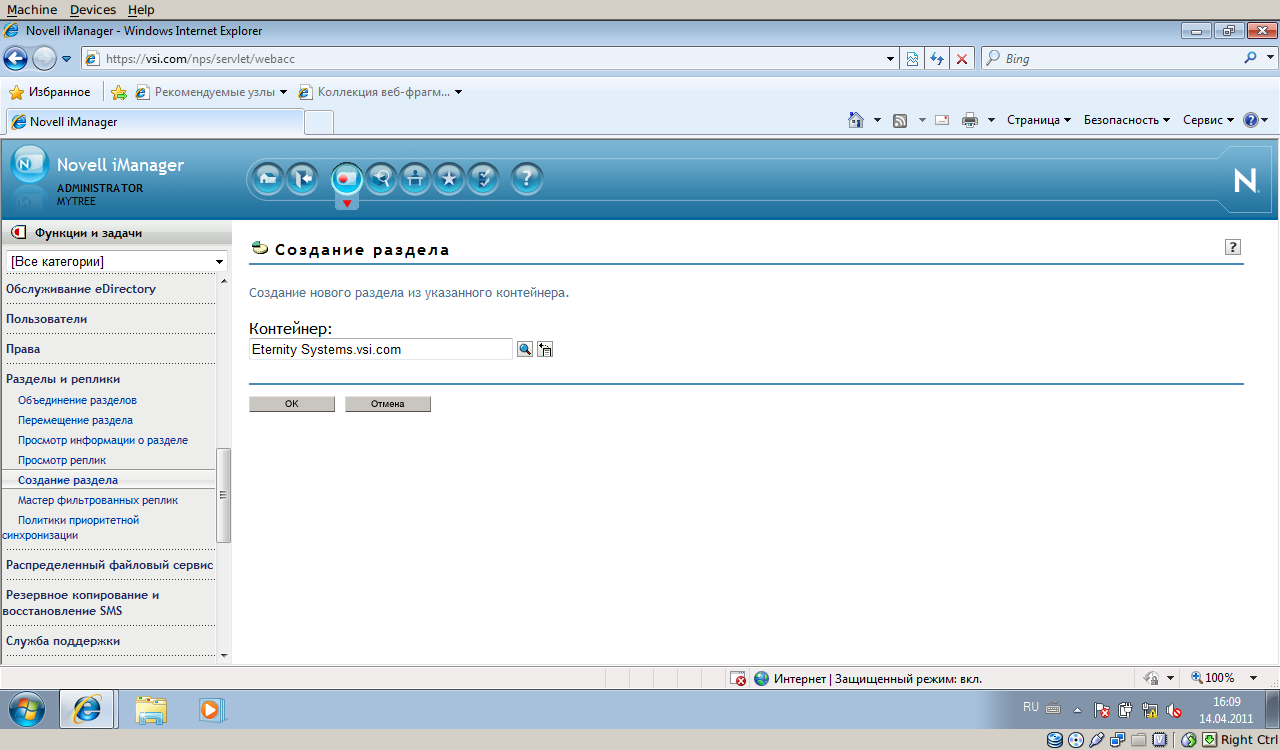 Machine Devices Help
Novell iManager - Windows Internet Explorer
https://vsi.com/nps/servlet/webacc
Bing
Избранное
Рекомендуемые узлы
Коллекция веб-фрагм...
Novell iManager
Страница
Безопасность
Сервис
Novell iManager
ADMINISTRATOR
MYTREE
N
Функции и задачи
[Все категории]
Обслуживание eDirectory
Пользователи
Права
Разделы и реплики
Объединение разделов
Перемещение раздела
Просмотр информации о разделе
Просмотр реплик
Создание раздела
Мастер фильтрованных реплик
Политики приоритетной
синхронизации
Распределенный файловый сервис
Резервное копирование и
восстановление SMS
Служба поддержки
Создание раздела
?
Создание нового раздела из указанного контейнера.
Контейнер:
Eternity Systems.vsi.com
OK
Отмена
Интернет | Защищенный режим: вкл.
100%
RU
16:09
14.04.2011
Right Ctrl